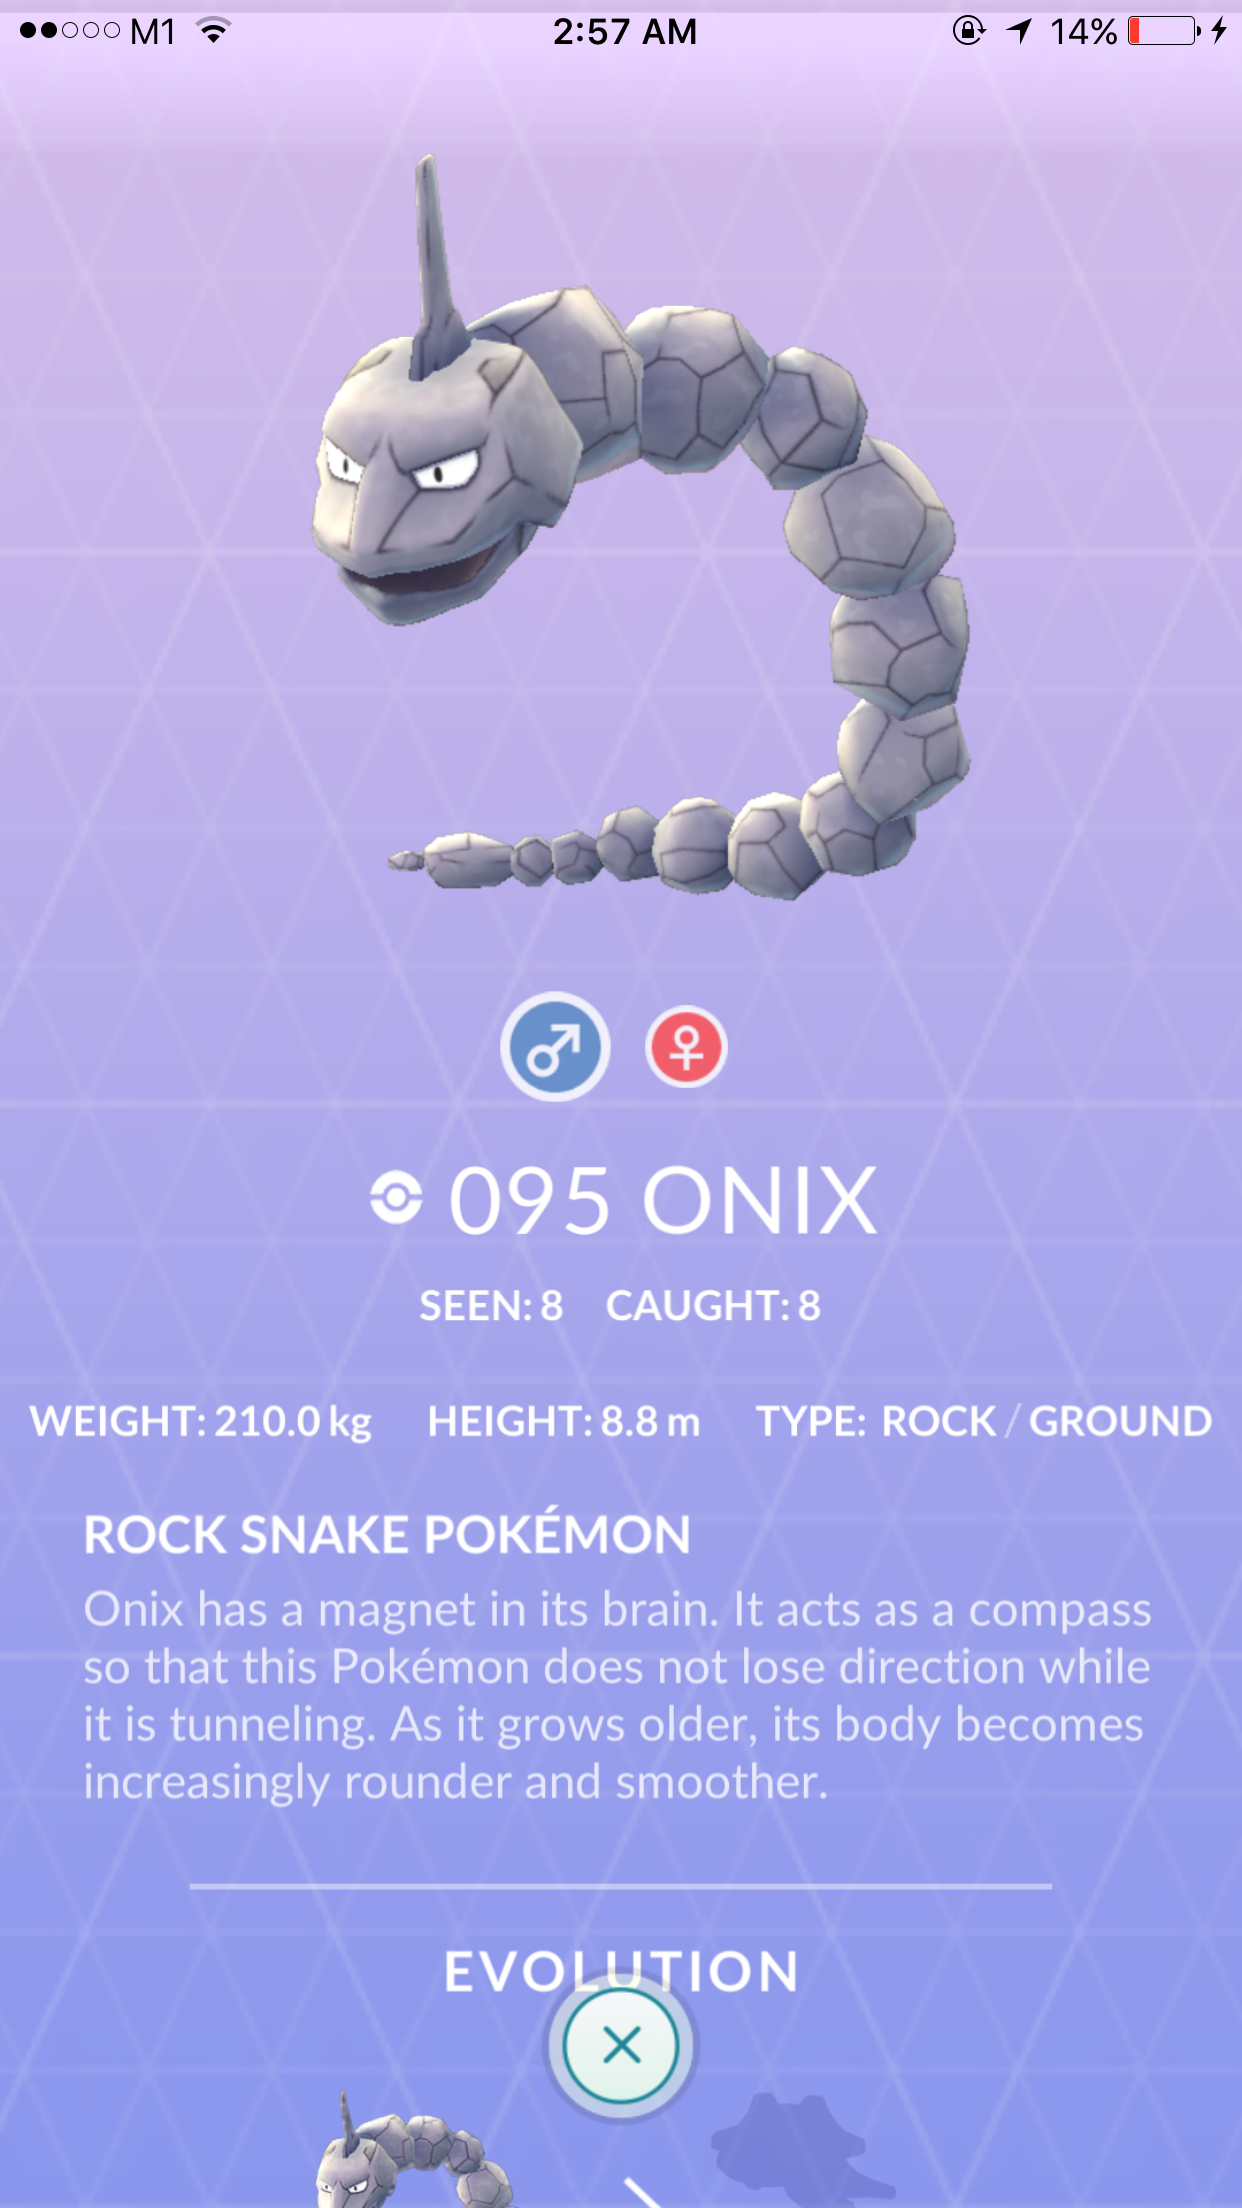 M1 2:57 AM 14%
095 ONIX
SEEN: 8 CAUGHT: 8
WEIGHT: 210.0 kg HEIGHT: 8.8 m TYPE: ROCK / GROUND
ROCK SNAKE POKÉMON
Onix has a magnet in its brain. It acts as a compass
so that this Pokémon does not lose direction while
it is tunneling. As it grows older, its body becomes
increasingly rounder and smoother.
EVOLUTION